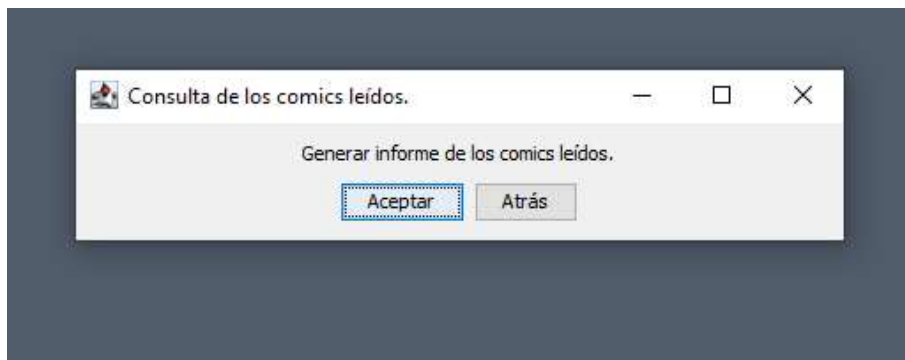 Consulta de los comics leídos.
Generar informe de los comics leídos.
Aceptar Atrás